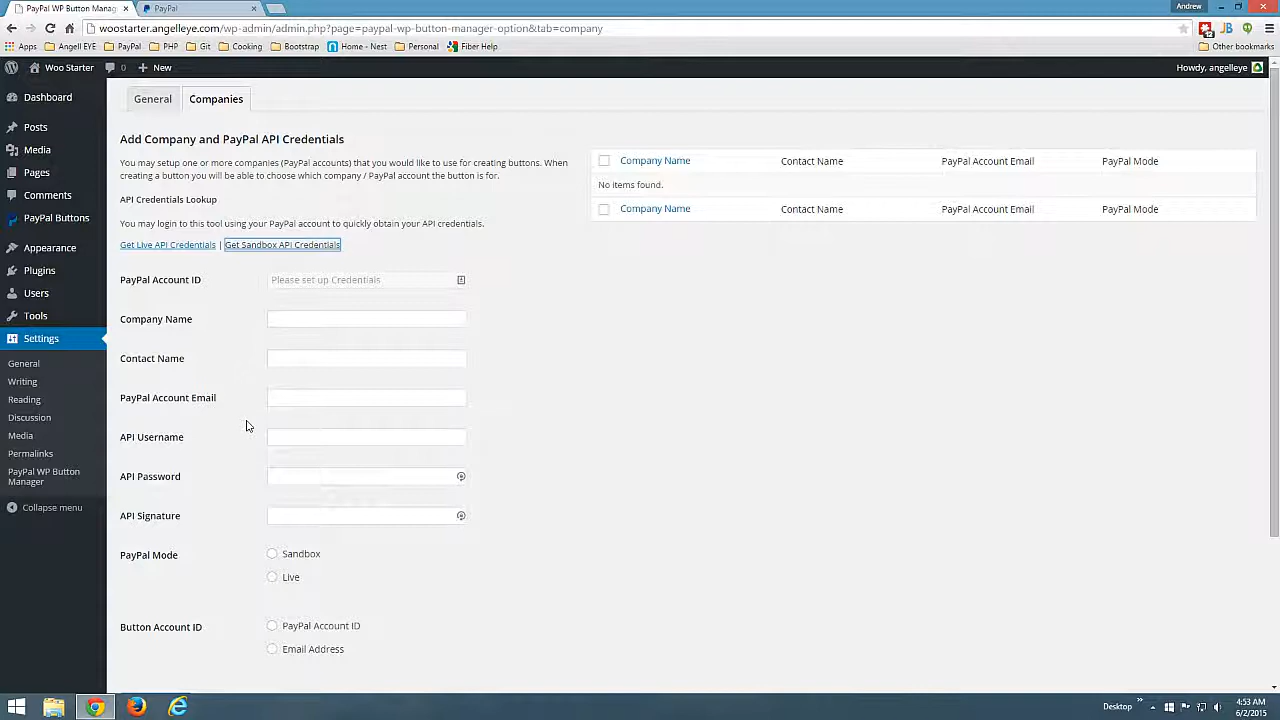 PayPal WP Button Manag
PayPal
Andrew
woostarter.angelleye.com/wp-admin/admin.php?page=paypal-wp-button-manager-option&tab=company
Apps
Angell EYE
PayPal
PHP
Git
Cooking
Bootstrap
Home - Nest
Personal
Fiber Help
Other bookmarks
Woo Starter
0
New
Howdy, angelleye
Dashboard
Posts
Media
Pages
Comments
PayPal Buttons
Appearance
Plugins
Users
Tools
Settings
General
Writing
Reading
Discussion
Media
Permalinks
PayPal WP Button
Manager
Collapse menu
General
Companies
Add Company and PayPal API Credentials
You may setup one or more companies (PayPal accounts) that you would like to use for creating buttons. When
creating a button you will be able to choose which company / PayPal account the button is for.
API Credentials Lookup
You may login to this tool using your PayPal account to quickly obtain your API credentials.
Get Live API Credentials | Get Sandbox API Credentials
PayPal Account ID
Please set up Credentials
Company Name
Contact Name
PayPal Account Email
API Username
API Password
API Signature
PayPal Mode
Sandbox
Live
Button Account ID
PayPal Account ID
Email Address
Company Name
Contact Name
PayPal Account Email
PayPal Mode
No items found.
Company Name
Contact Name
PayPal Account Email
PayPal Mode
Desktop
4:53 AM
6/2/2015